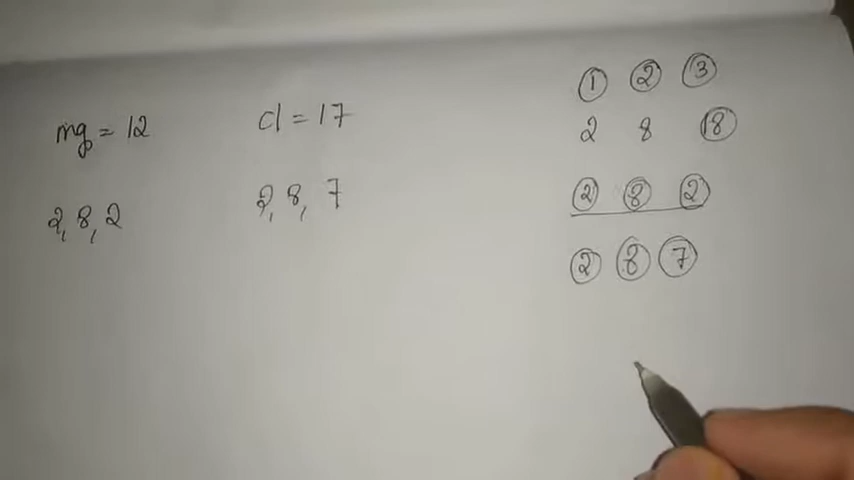 mg = 12
cl = 17
2, 8, 2
2, 8, 7
1 2 3
2 8 18
2 8 2
2 8 7